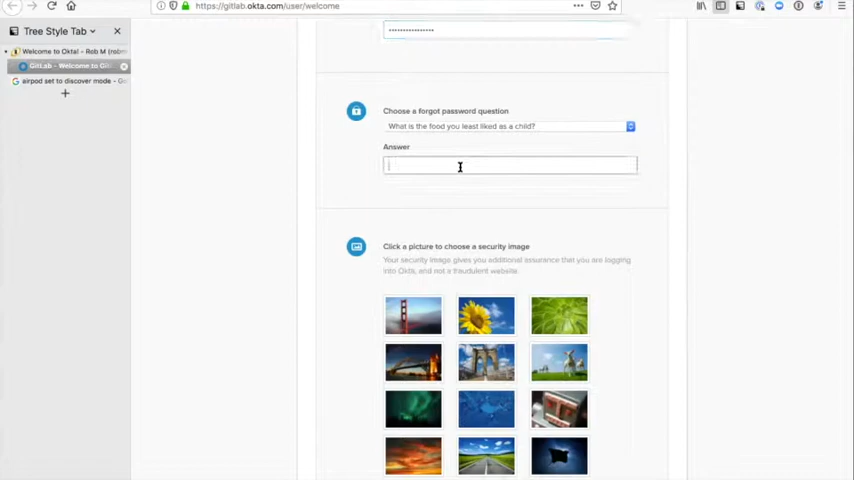 https://gitlab.okta.com/user/welcome
Tree Style Tab
Welcome to Okta! - Rob M (rob
GitLab - Welcome to Git
airpod set to discover mode - G
Choose a forgot password question
What is the food you least liked as a child?
Answer
Click a picture to choose a security image
Your security image gives you additional assurance that you are logging
into Okta, and not a fraudulent website.